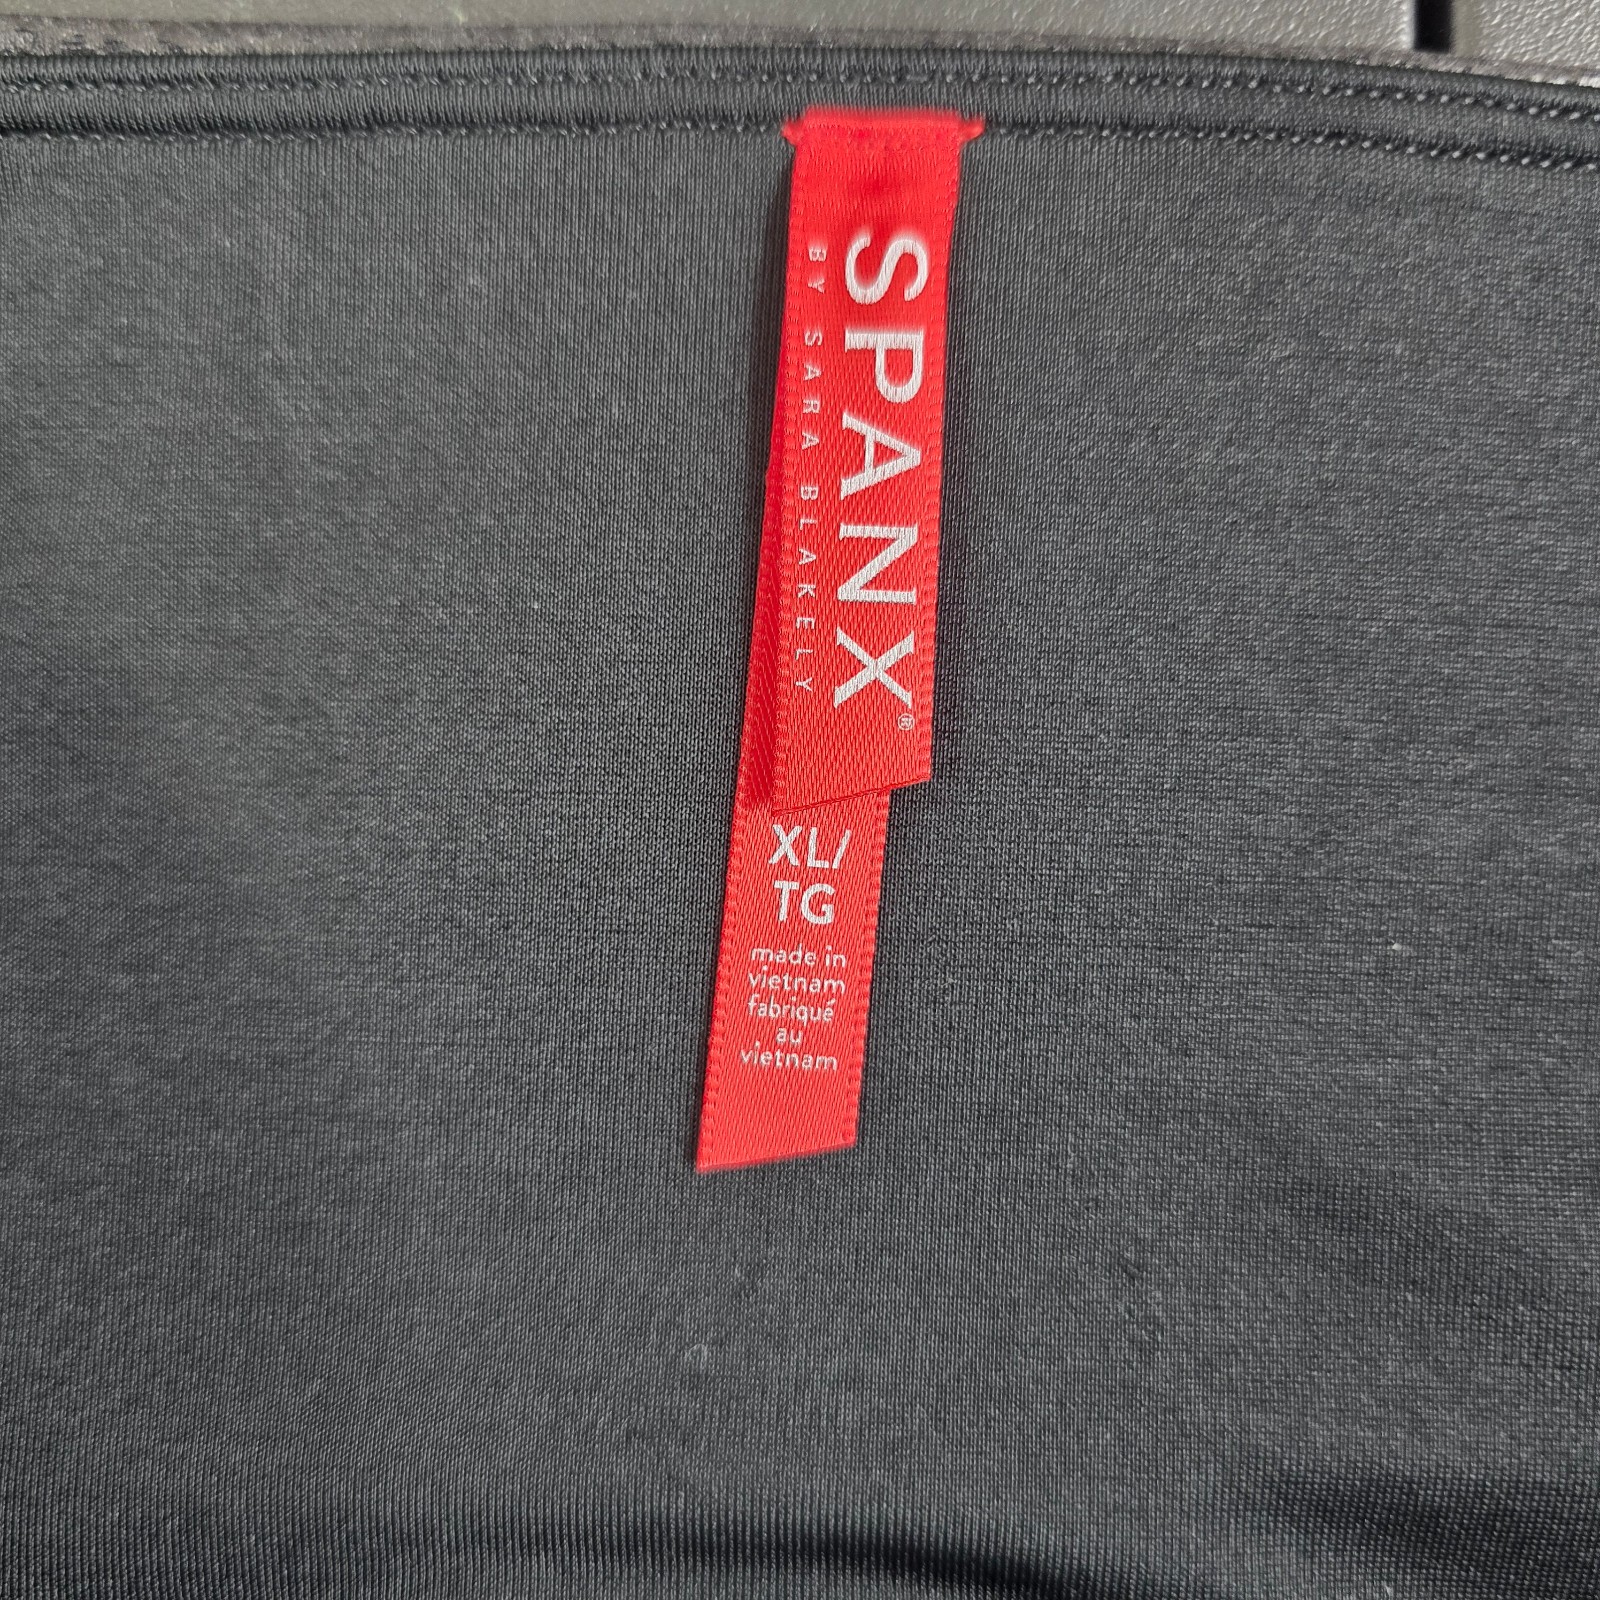 SPANX®
BY SARA BLAKELY
XL/
TG
made in
vietnam
fabriqué
au
vietnam